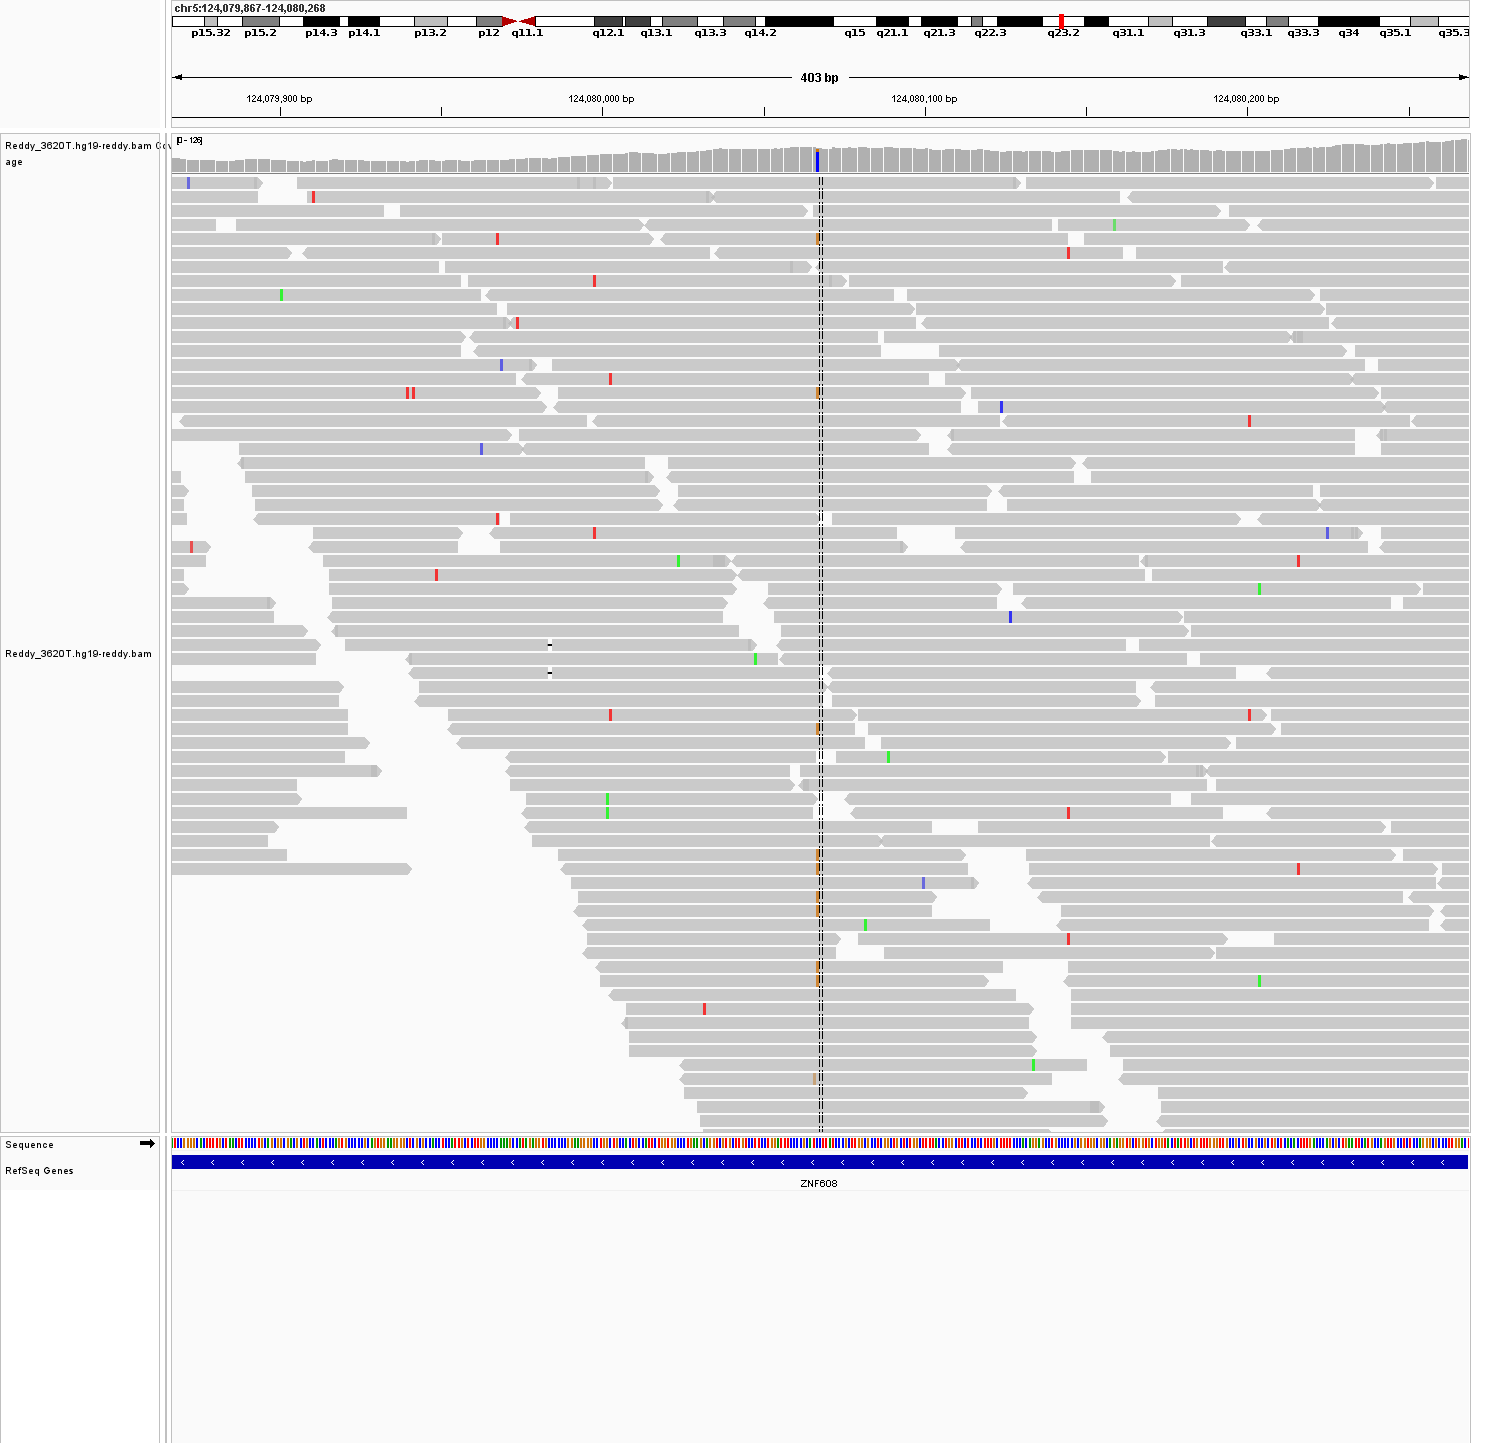 chr5:124,079,867-124,080,268
p15.32 p15.2 p14.3 p14.1 p13.2 p12 q11.1 q12.1 q13.1 q13.3 q14.2 q15 q21.1 q21.3 q22.3 q23.2 q31.1 q31.3 q33.1 q33.3 q34 q35.1 q35.3
403 bp
124,079,900 bp 124,080,000 bp 124,080,100 bp 124,080,200 bp
Reddy_3620T.hg19-reddy.bam Cov
age
[0 - 126]
Reddy_3620T.hg19-reddy.bam
Sequence
RefSeq Genes
ZNF608